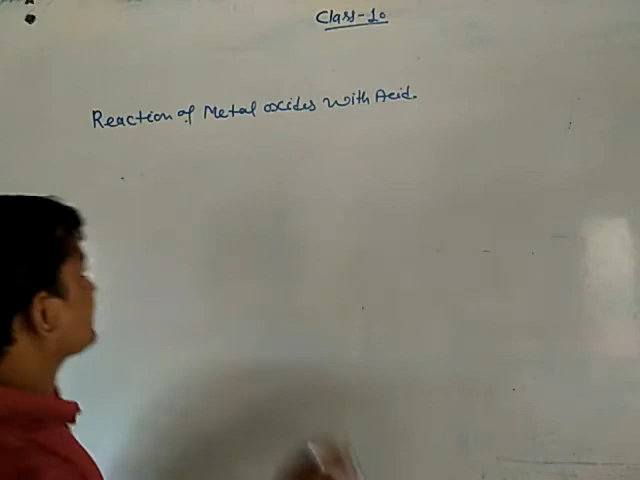 Class-10
Reaction of Metal oxides with Acid.